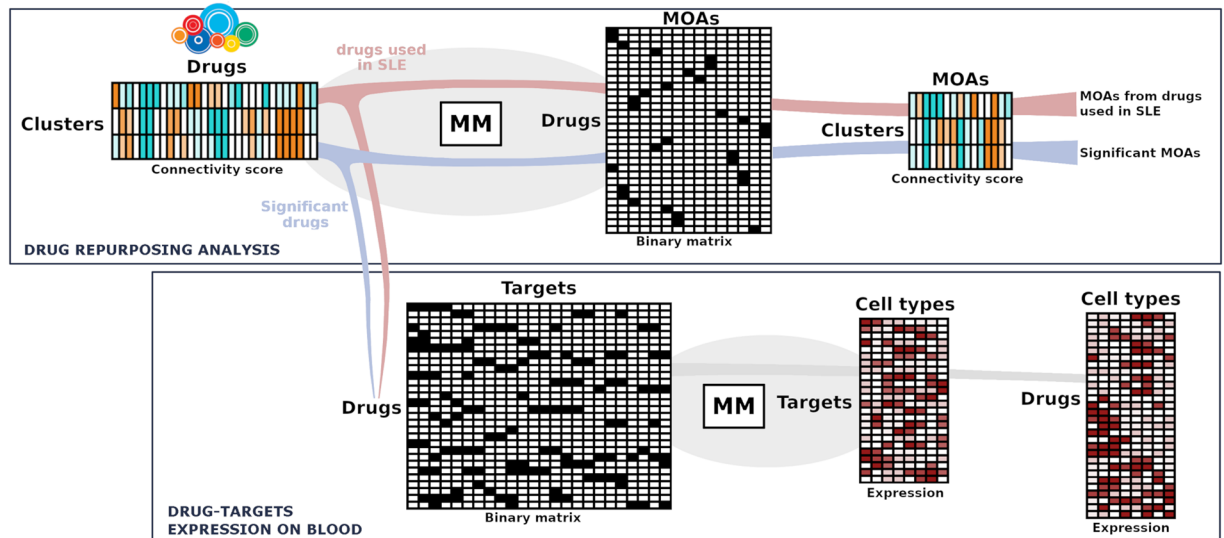 MOAs
drugs used
in SLE
Drugs
MOAs
MM
Drugs
Clusters
Clusters
MOAs from drugs
used in SLE
Significant MOAs
Connectivity score
Connectivity score
Significant
drugs
Binary matrix
DRUG REPURPOSING ANALYSIS
Targets
Cell types
Cell types
Drugs
MM
Targets
Drugs
Expression
Binary matrix
Expression
DRUG-TARGETS
EXPRESSION ON BLOOD